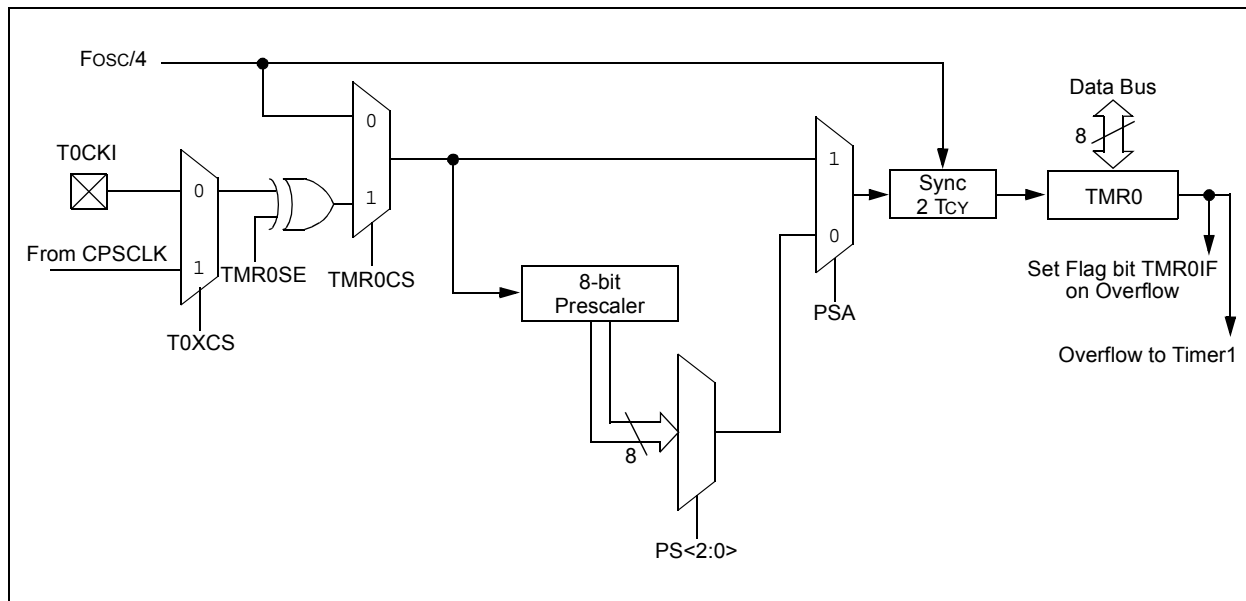 FOSC/4
Data Bus
8
0
T0CKI
0
1
1
Sync
2 TCY
TMR0
0
From CPSCLK
1
TMR0SE
TMR0CS
8-bit
Prescaler
PSA
Set Flag bit TMR0IF
on Overflow
T0XCS
Overflow to Timer1
8
PS<2:0>